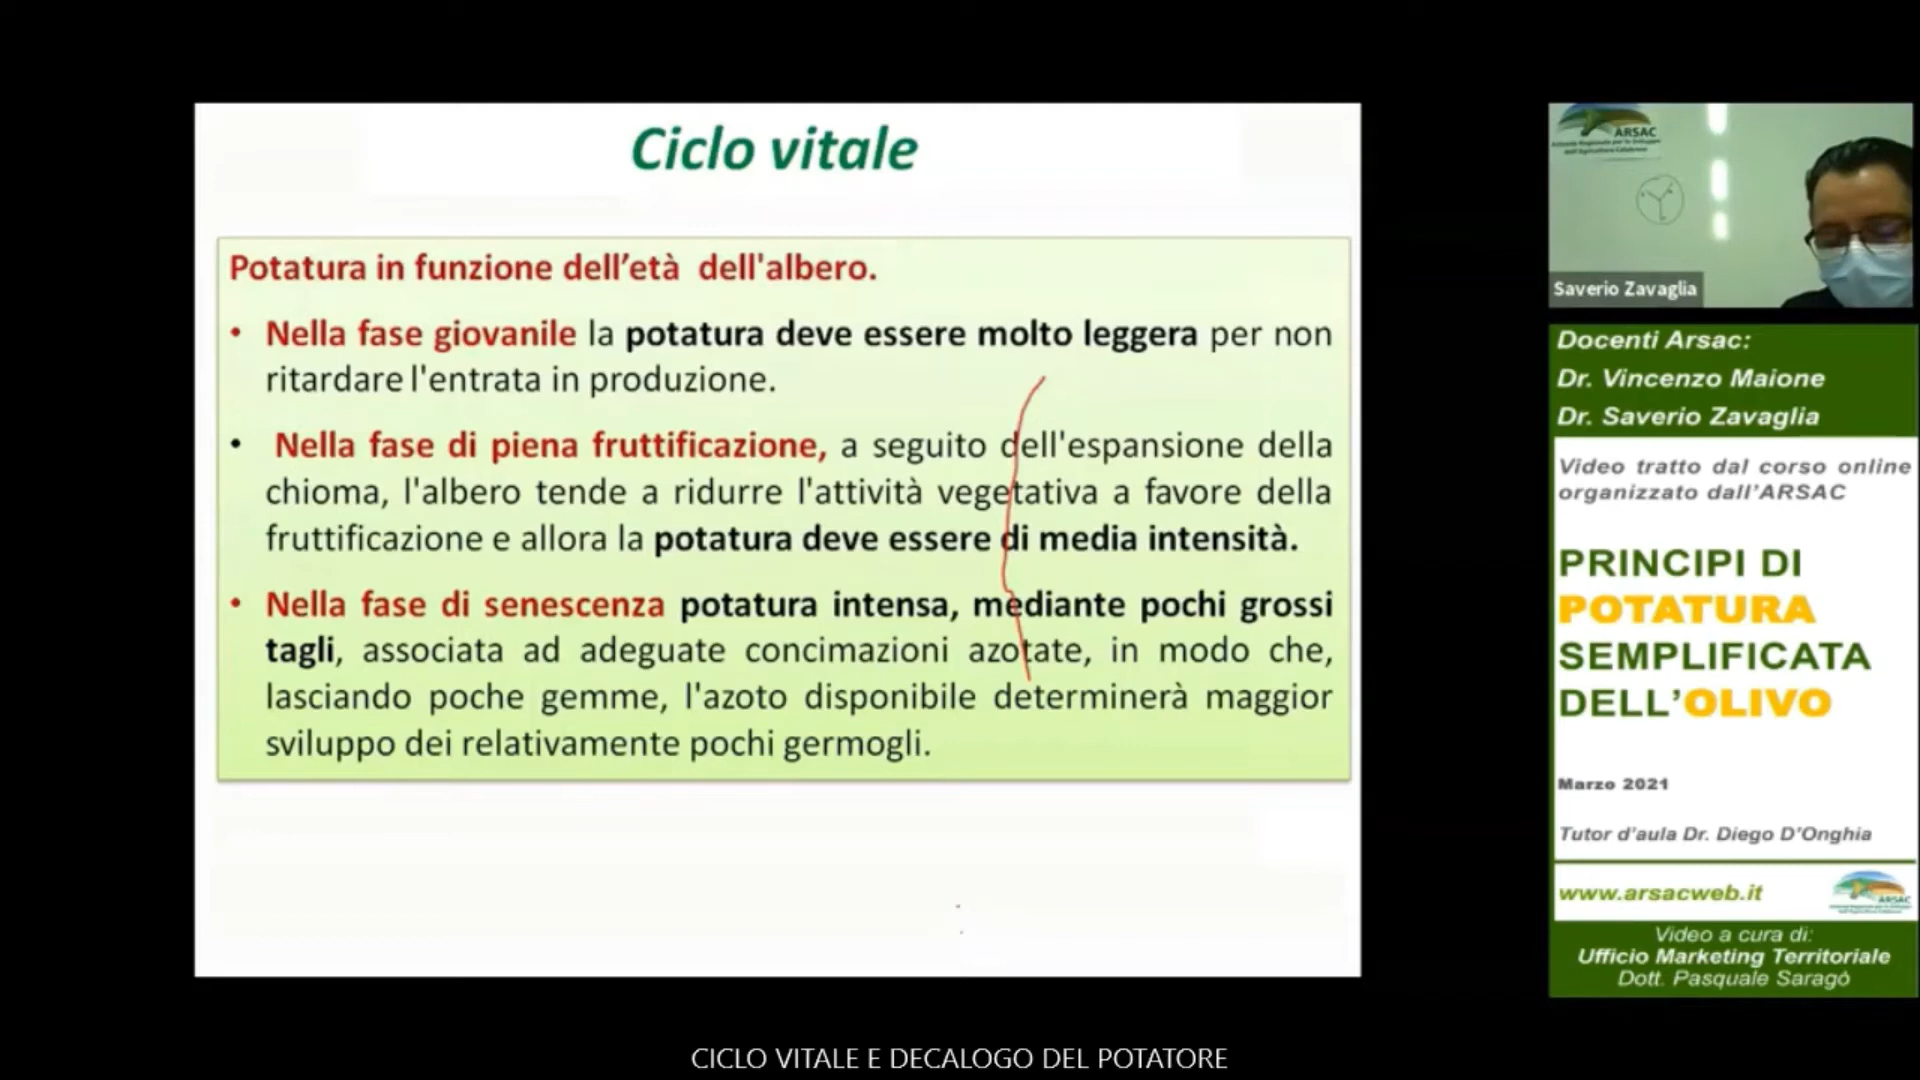 Ciclo vitale
Potatura in funzione dell’età dell'albero.
• Nella fase giovanile la potatura deve essere molto leggera per non
ritardare l'entrata in produzione.
• Nella fase di piena fruttificazione, a seguito dell'espansione della
chioma, l'albero tende a ridurre l'attività vegetativa a favore della
fruttificazione e allora la potatura deve essere di media intensità.
• Nella fase di senescenza potatura intensa, mediante pochi grossi
tagli, associata ad adeguate concimazioni azotate, in modo che,
lasciando poche gemme, l'azoto disponibile determinerà maggior
sviluppo dei relativamente pochi germogli.
ARSAC
Saverio Zavaglia
Docenti Arsac:
Dr. Vincenzo Maione
Dr. Saverio Zavaglia
Video tratto dal corso online
organizzato dall’ARSAC
PRINCIPI DI
POTATURA
SEMPLIFICATA
DELL’OLIVO
Marzo 2021
Tutor d’aula Dr. Diego D’Onghia
www.arsacweb.it
ARSAC
Video a cura di:
Ufficio Marketing Territoriale
Dott. Pasquale Saragò
CICLO VITALE E DECALOGO DEL POTATORE